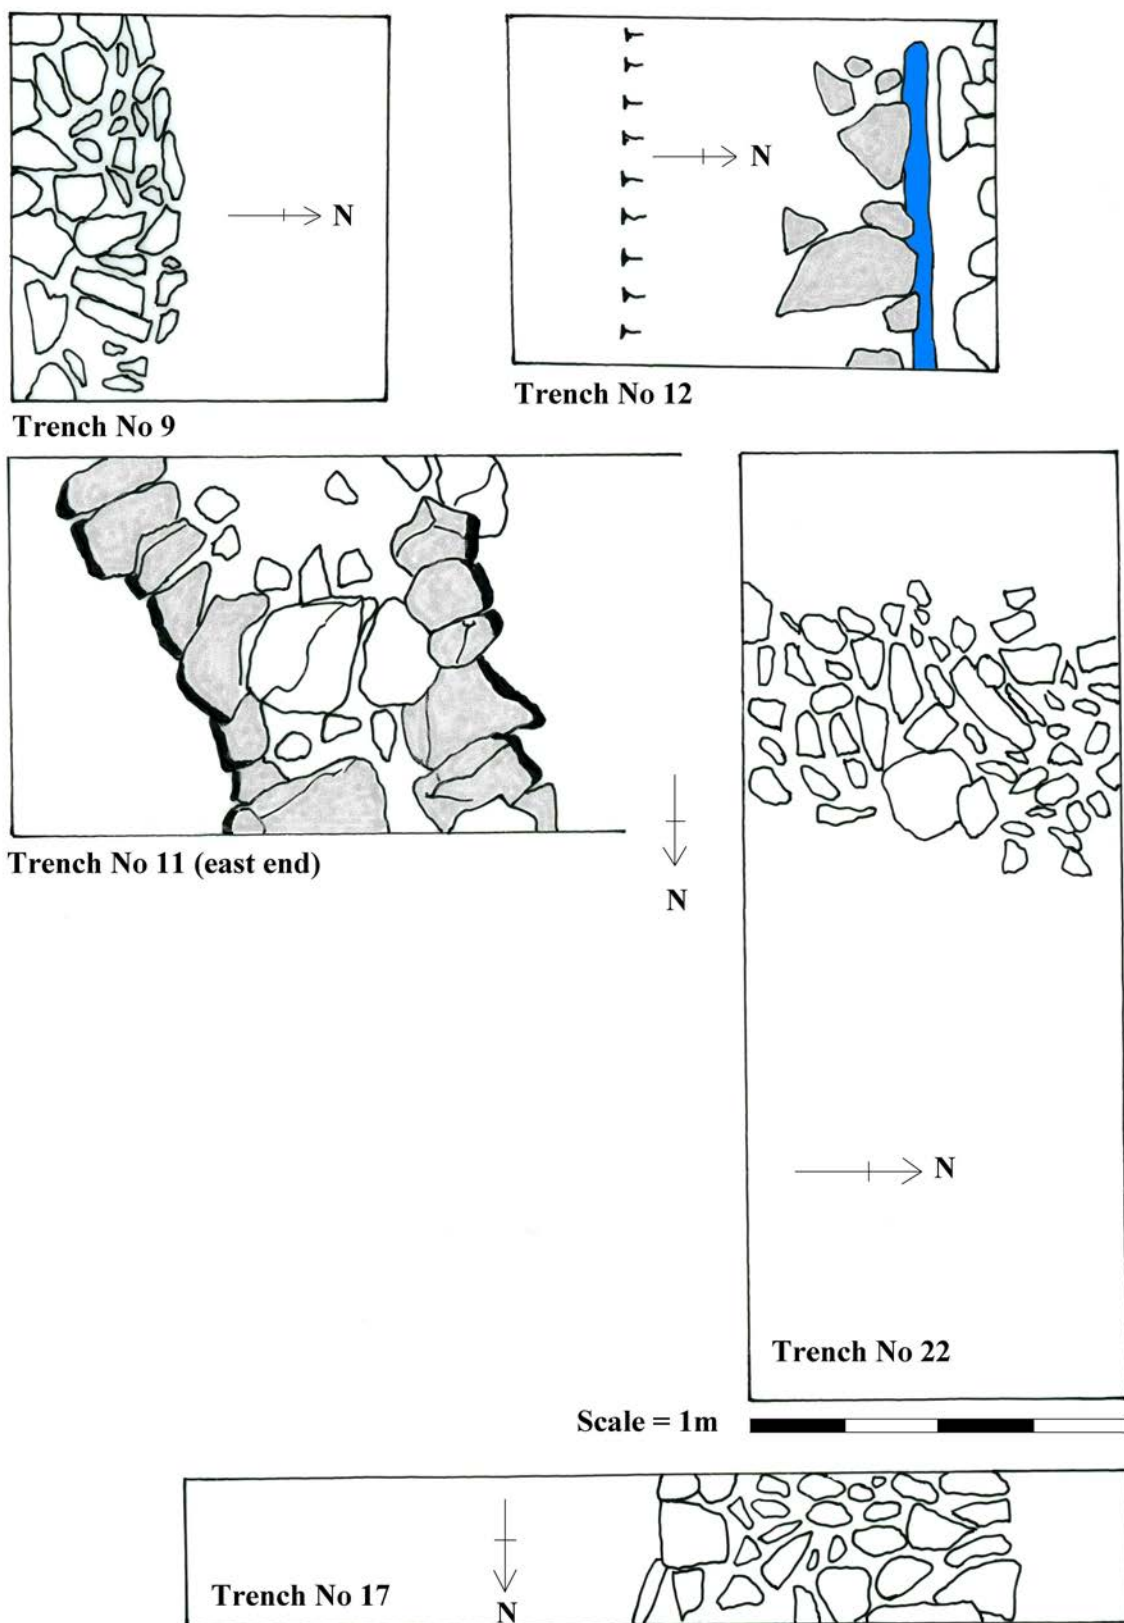 N
N
Trench No 12
Trench No 9
Trench No 11 (east end)
N
N
Trench No 22
Scale = 1m
Trench No 17
N